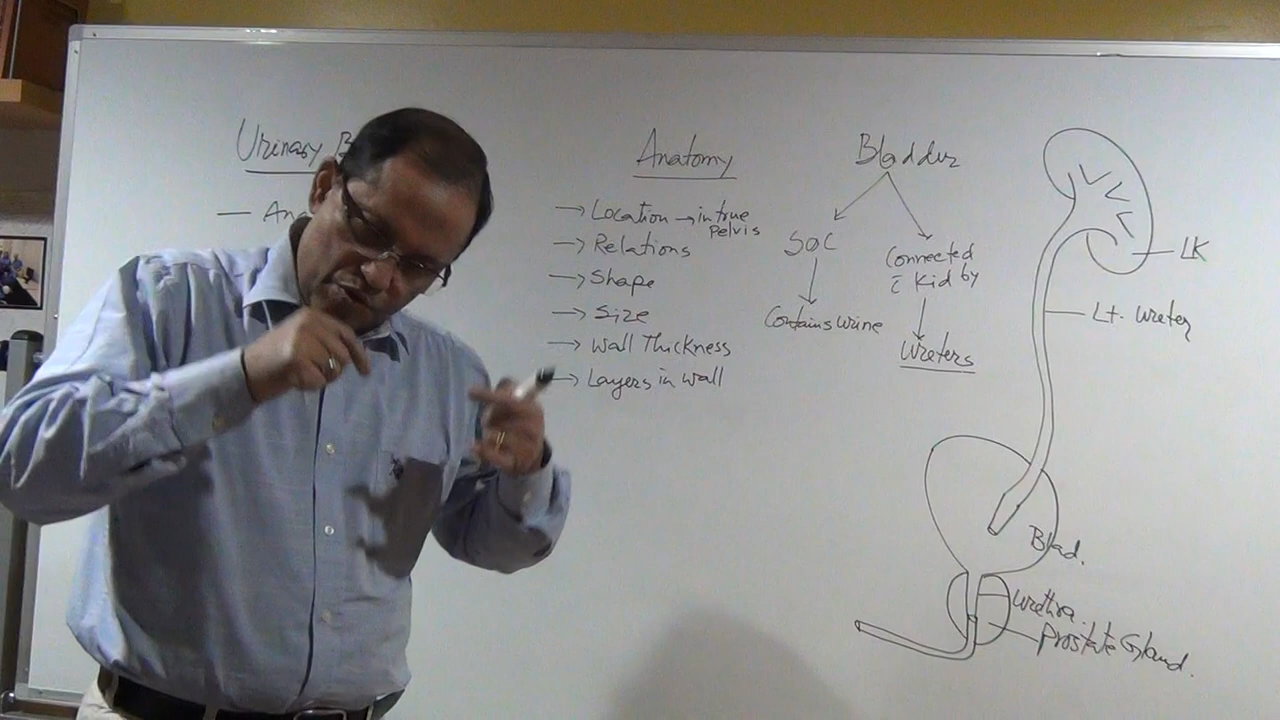 Urinary B
— Ana
Anatomy
→ Location → in true
pelvis
→ Relations
→ Shape
→ Size
→ Wall Thickness
→ Layers in wall
Bladder
SOC
Contains urine
Connected
c̄ Kid by
Ureters
LK
Lt. Ureter
Blad.
Urethra
Prostate Gland.